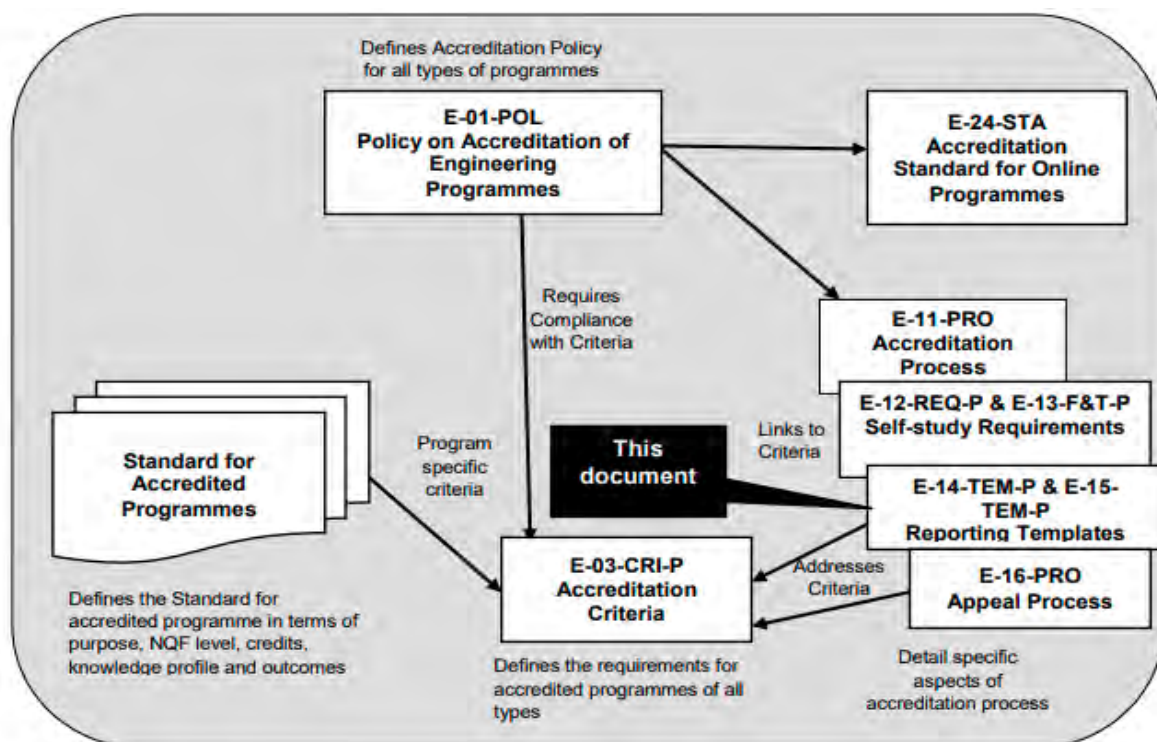 Defines Accreditation Policy
for all types of programmes
E-01-POL
Policy on Accreditation of
Engineering
Programmes
E-24-STA
Accreditation
Standard for Online
Programmes
Requires
Compliance
with Criteria
E-11-PRO
Accreditation
Process
E-12-REQ-P & E-13-F&T-P
Self-study Requirements
Standard for
Accredited
Programmes
Program
specific
criteria
This
document
Links to
Criteria
E-14-TEM-P & E-15-
TEM-P
Reporting Templates
E-03-CRI-P
Accreditation
Criteria
Addresses
Criteria
E-16-PRO
Appeal Process
Defines the Standard for
accredited programme in terms of
purpose, NQF level, credits,
knowledge profile and outcomes
Defines the requirements for
accredited programmes of all
types
Detail specific
aspects of
accreditation process